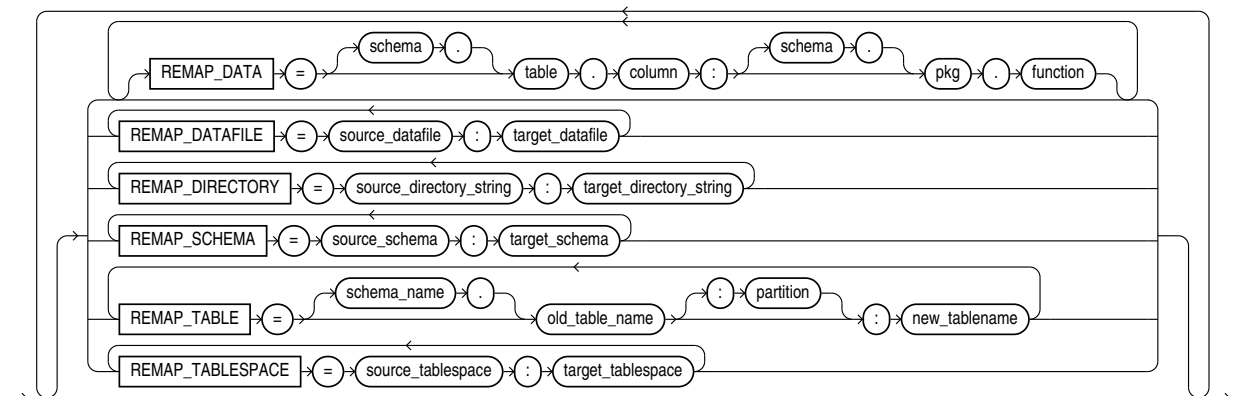 schema . schema .
REMAP_DATA = table . column : pkg . function
REMAP_DATAFILE = source_datafile : target_datafile
REMAP_DIRECTORY = source_directory_string : target_directory_string
REMAP_SCHEMA = source_schema : target_schema
schema_name . : partition
REMAP_TABLE = old_table_name : new_tablename
REMAP_TABLESPACE = source_tablespace : target_tablespace